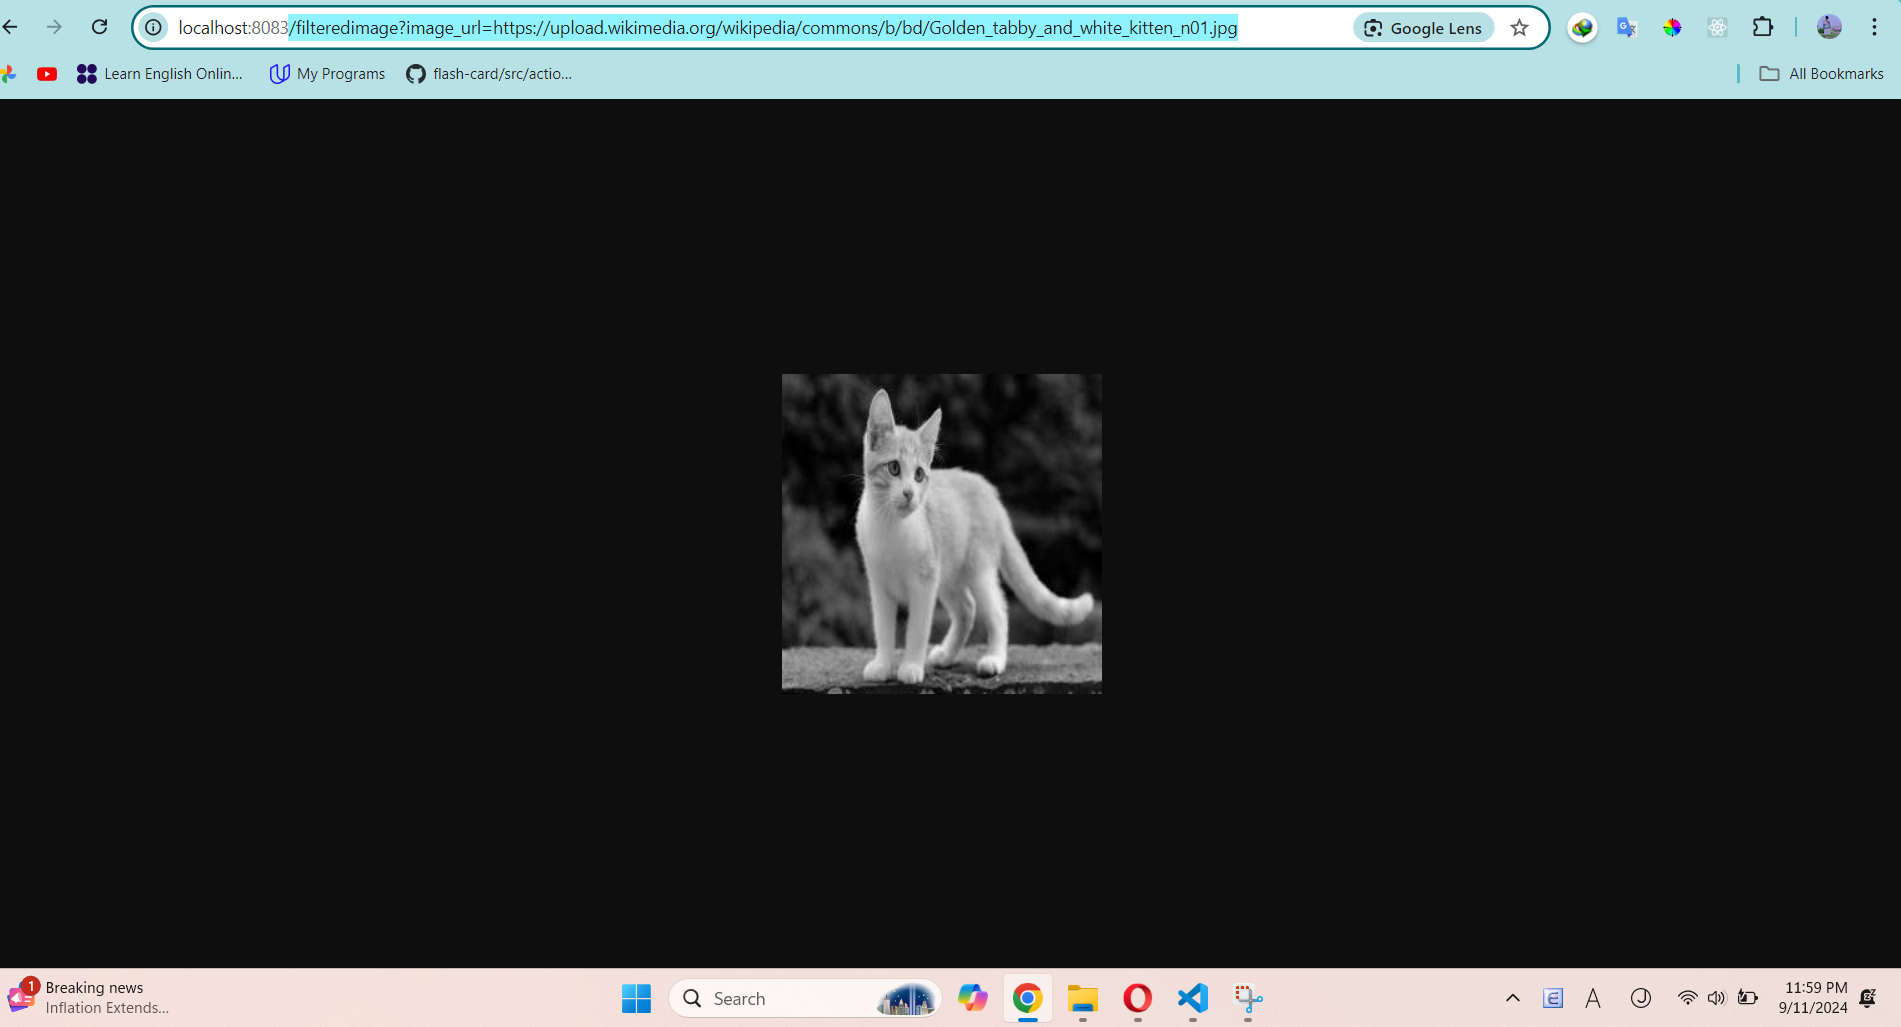 localhost:8083/filteredimage?image_url=https://upload.wikimedia.org/wikipedia/commons/b/bd/Golden_tabby_and_white_kitten_n01.jpg
Google Lens
Learn English Onlin...
My Programs
flash-card/src/actio...
All Bookmarks
1
Breaking news
Inflation Extends...
Search
11:59 PM
9/11/2024